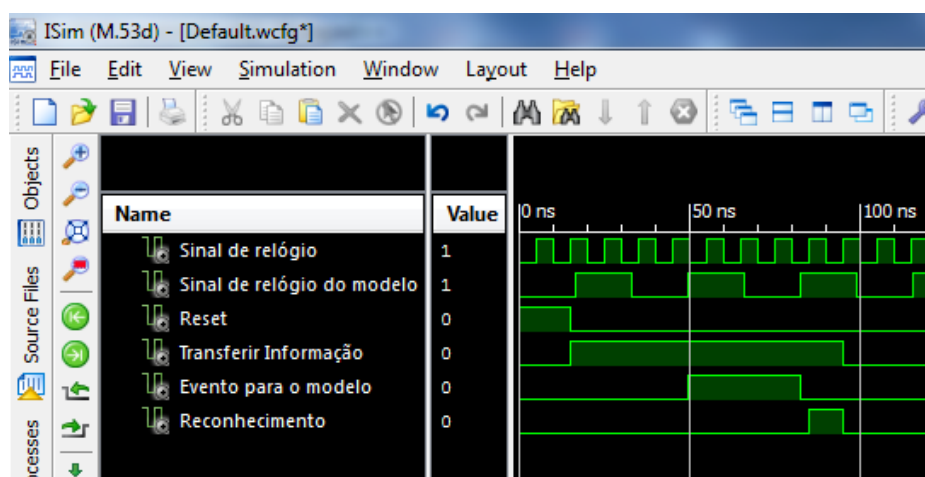 ISim (M.53d) - [Default.wcfg*]
File Edit View Simulation Window Layout Help
Objects
Source Files
Name Value 0 ns 50 ns 100 ns
Sinal de relógio 1
Sinal de relógio do modelo 1
Reset 0
Transferir Informação 0
Evento para o modelo 0
Reconhecimento 0